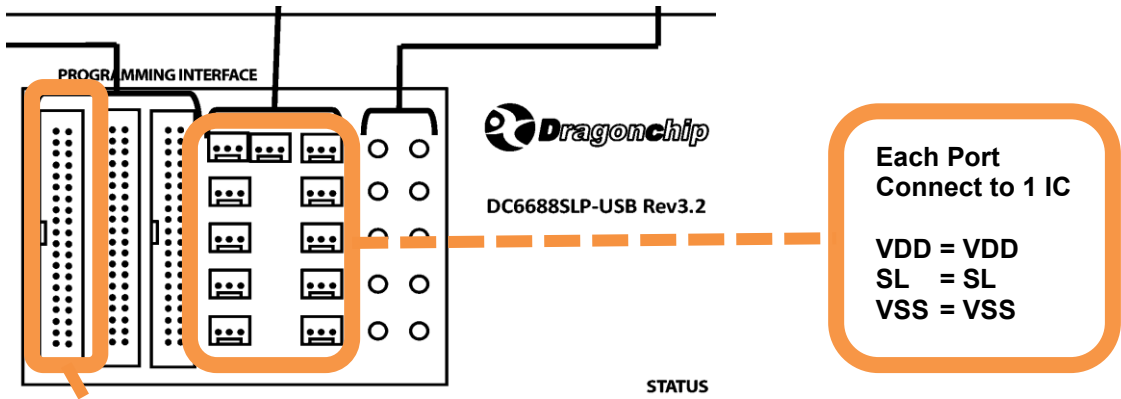 PROGRAMMING INTERFACE
Dragonchip
DC6688SLP-USB Rev3.2
Each Port
Connect to 1 IC
VDD = VDD
SL = SL
VSS = VSS
STATUS